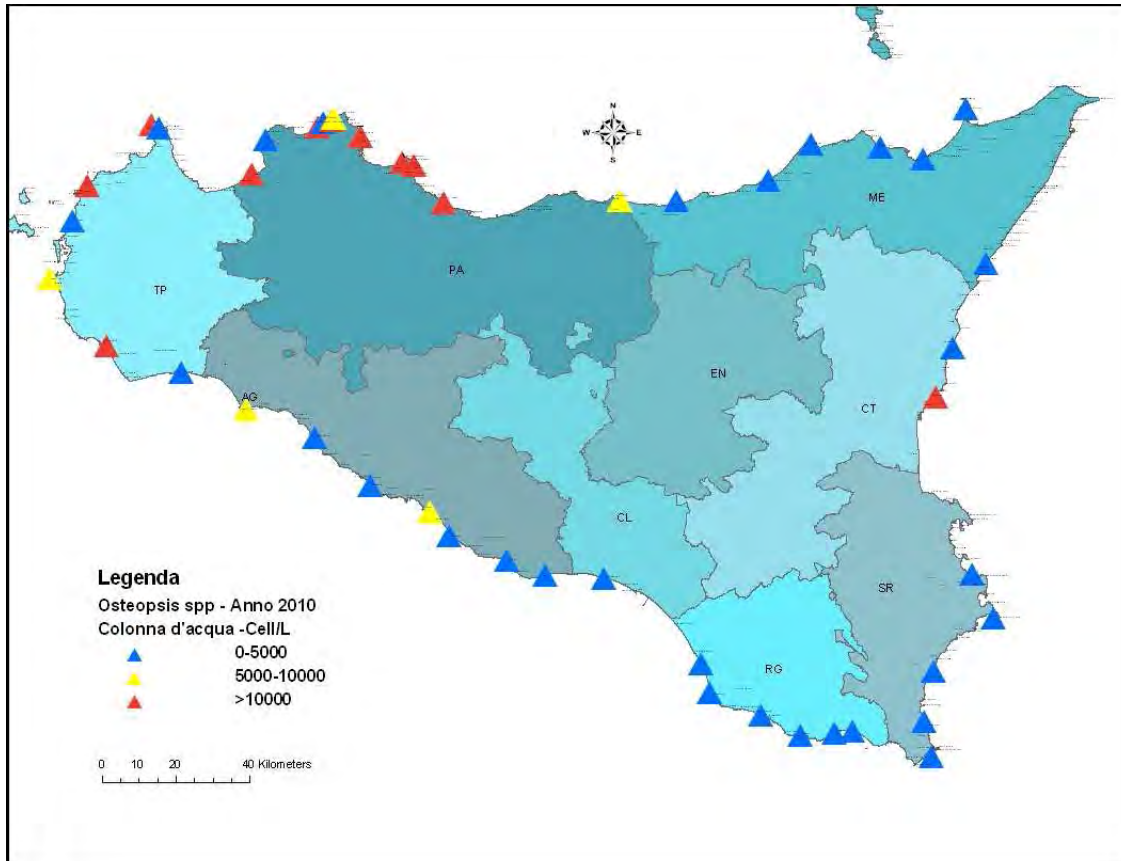 N
W E
S
ME
PA
TP
EN
AG
CT
CL
SR
RG
Legenda
Osteopsis spp - Anno 2010
Colonna d'acqua -Cell/L
0-5000
5000-10000
>10000
0 10 20 40 Kilometers